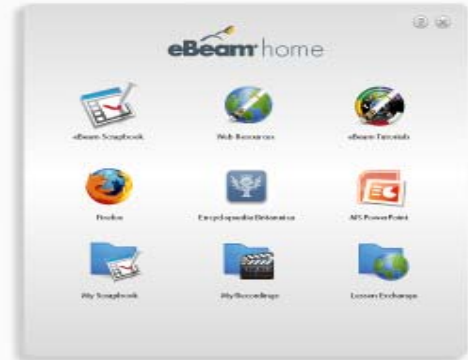 eBeam home
eBeam Scrapbook Web Resources eBeam Tutorials
Firefox Encyclopaedia Britannica MS PowerPoint
My Scrapbook My Recordings Lesson Exchange